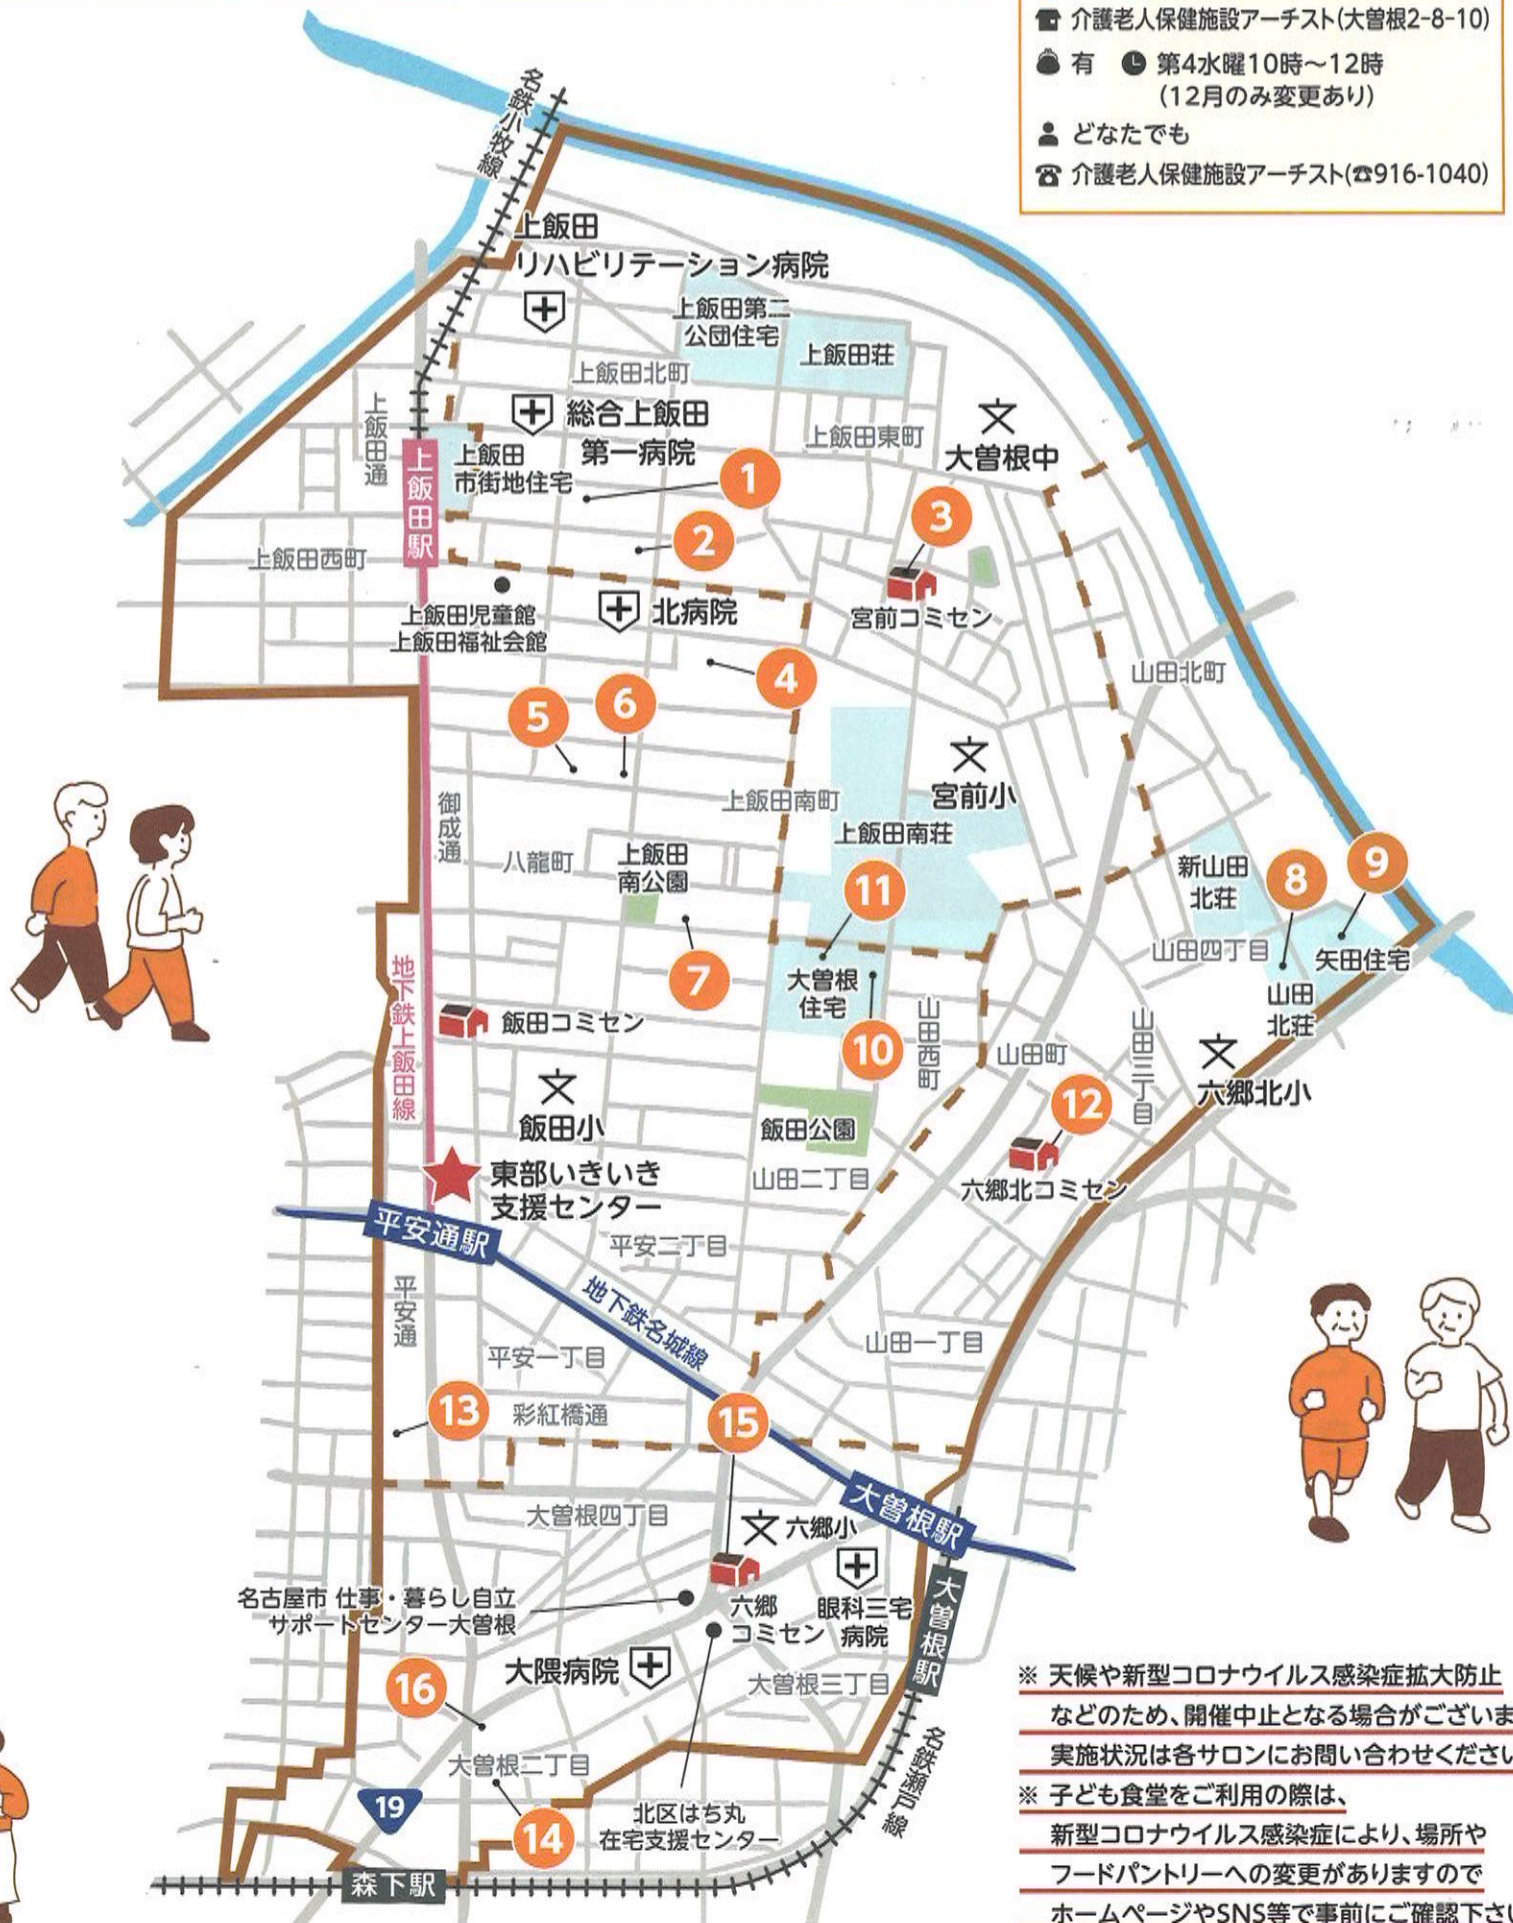 介護老人保健施設アーチスト(大曽根2-8-10)
有 第4水曜10時～12時
(12月のみ変更あり)
どなたでも
介護老人保健施設アーチスト(☎916-1040)
名鉄小牧線
上飯田
リハビリテーション病院
上飯田第二
公団住宅
上飯田荘
上飯田北町
上飯田通
総合上飯田
第一病院
上飯田東町
大曽根中
上飯田駅
上飯田
市街地住宅
1
2
3
上飯田西町
上飯田児童館
上飯田福祉会館
北病院
宮前コミセン
山田北町
4
5
6
宮前小
上飯田南町
上飯田南荘
御成通
八龍町
上飯田
南公園
11
新山田
北荘
8
9
山田四丁目
矢田住宅
山田
北荘
7
大曽根
住宅
10
地下鉄上飯田線
飯田コミセン
山田西町
山田町
山田三丁目
六郷北小
飯田小
飯田公園
12
六郷北コミセン
山田二丁目
東部いきいき
支援センター
平安通駅
平安二丁目
地下鉄名城線
平安通
平安一丁目
山田一丁目
13
彩紅橋通
15
大曽根駅
大曽根四丁目
六郷小
名古屋市 仕事・暮らし自立
サポートセンター大曽根
六郷
コミセン
眼科三宅
病院
大曽根駅
大隈病院
大曽根三丁目
16
名鉄瀬戸線
大曽根二丁目
19
14
北区はち丸
在宅支援センター
森下駅
※ 天候や新型コロナウイルス感染症拡大防止
などのため、開催中止となる場合がございま
実施状況は各サロンにお問い合わせくださ
※ 子ども食堂をご利用の際は、
新型コロナウイルス感染症により、場所や
フードパントリーへの変更がありますので
ホームページやSNS等で事前にご確認下さ